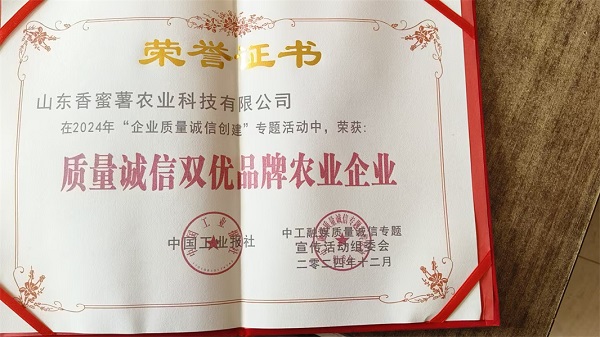 荣誉证书
山东香蜜薯农业科技有限公司
在2024年“企业质量诚信创建”专题活动中，荣获：
质量诚信双优品牌农业企业
中国工业报社
中工融媒质量诚信专题
宣传活动组委会
二零二四年十二月